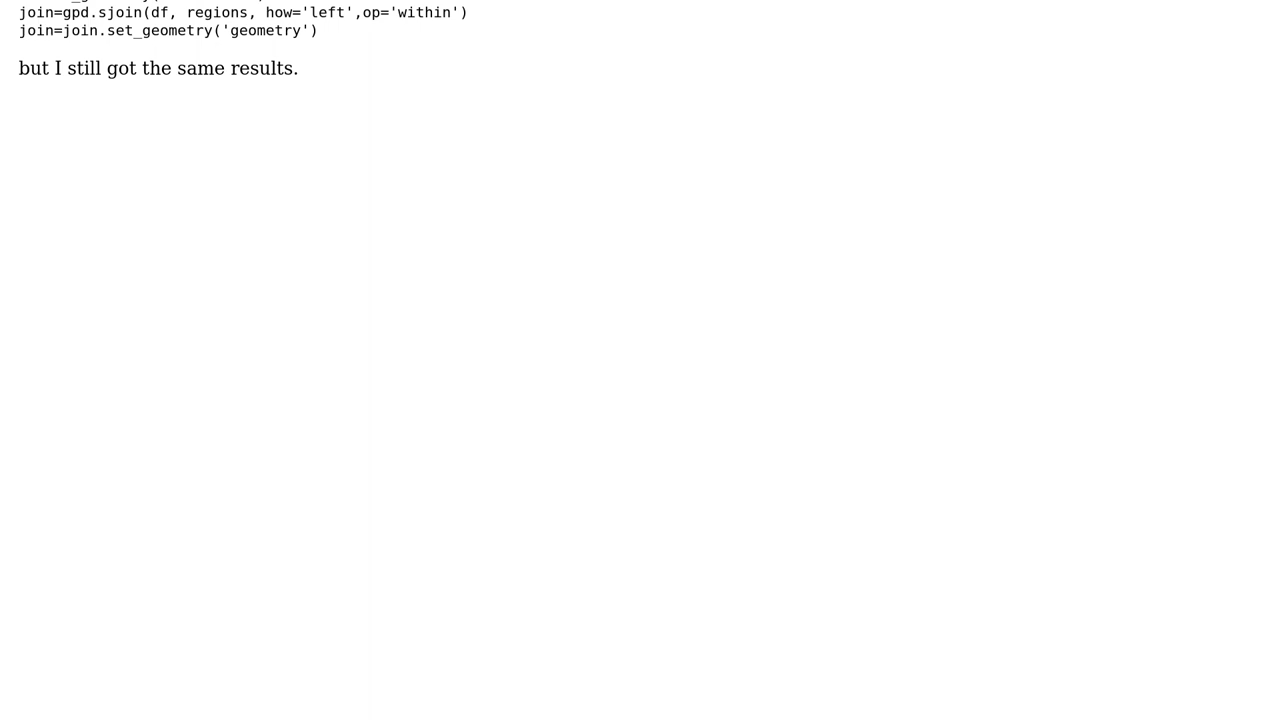 join=gpd.sjoin(df, regions, how='left',op='within')
join=join.set_geometry('geometry')
but I still got the same results.